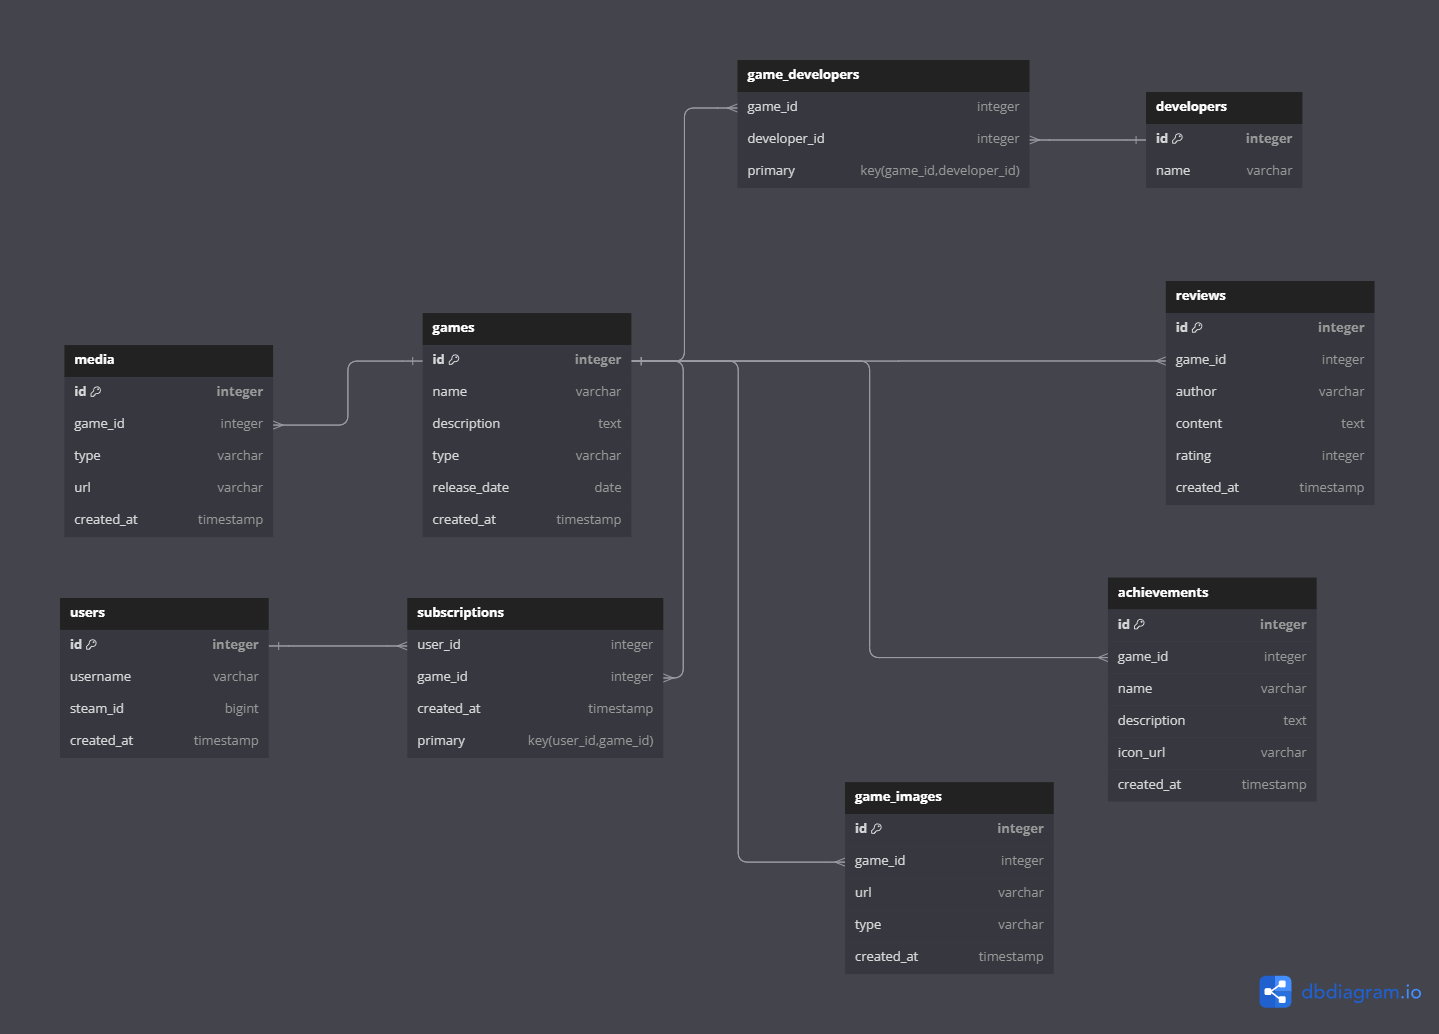 game_developers
game_id integer
developer_id integer
primary key(game_id,developer_id)
developers
id integer
name varchar
reviews
id integer
game_id integer
author varchar
content text
rating integer
created_at timestamp
games
id integer
name varchar
description text
type varchar
release_date date
created_at timestamp
media
id integer
game_id integer
type varchar
url varchar
created_at timestamp
users
id integer
username varchar
steam_id bigint
created_at timestamp
subscriptions
user_id integer
game_id integer
created_at timestamp
primary key(user_id,game_id)
achievements
id integer
game_id integer
name varchar
description text
icon_url varchar
created_at timestamp
game_images
id integer
game_id integer
url varchar
type varchar
created_at timestamp
dbdiagram.io